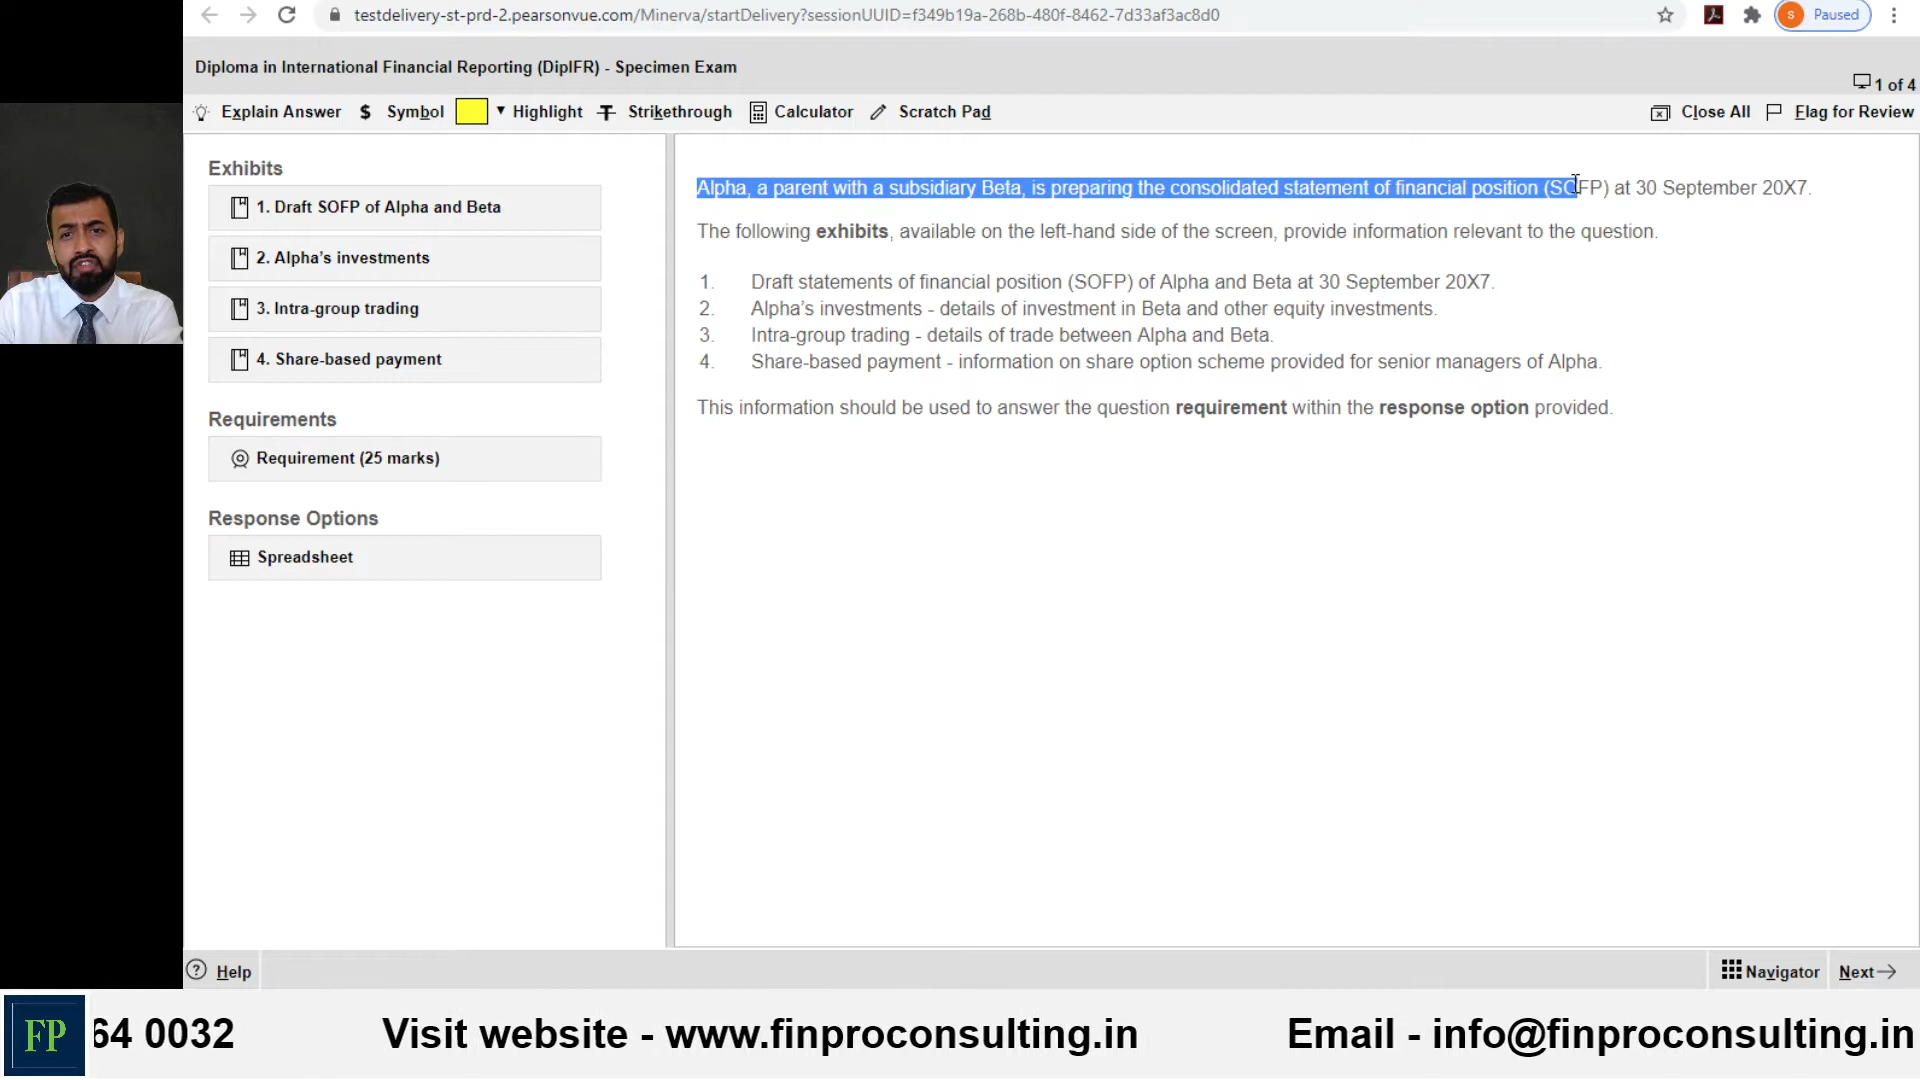 testdelivery-st-prd-2.pearsonvue.com/Minerva/startDelivery?sessionUUID=f349b19a-268b-480f-8462-7d33af3ac8d0
S Paused
Diploma in International Financial Reporting (DipIFR) - Specimen Exam
1 of 4
Explain Answer $ Symbol Highlight Strikethrough Calculator Scratch Pad Close All Flag for Review
Exhibits
1. Draft SOFP of Alpha and Beta
2. Alpha's investments
3. Intra-group trading
4. Share-based payment
Requirements
Requirement (25 marks)
Response Options
Spreadsheet
Alpha, a parent with a subsidiary Beta, is preparing the consolidated statement of financial position (SOFP) at 30 September 20X7.
The following exhibits, available on the left-hand side of the screen, provide information relevant to the question.
1. Draft statements of financial position (SOFP) of Alpha and Beta at 30 September 20X7.
2. Alpha's investments - details of investment in Beta and other equity investments.
3. Intra-group trading - details of trade between Alpha and Beta.
4. Share-based payment - information on share option scheme provided for senior managers of Alpha.
This information should be used to answer the question requirement within the response option provided.
? Help
Navigator Next
FP 64 0032 Visit website - www.finproconsulting.in Email - info@finproconsulting.in